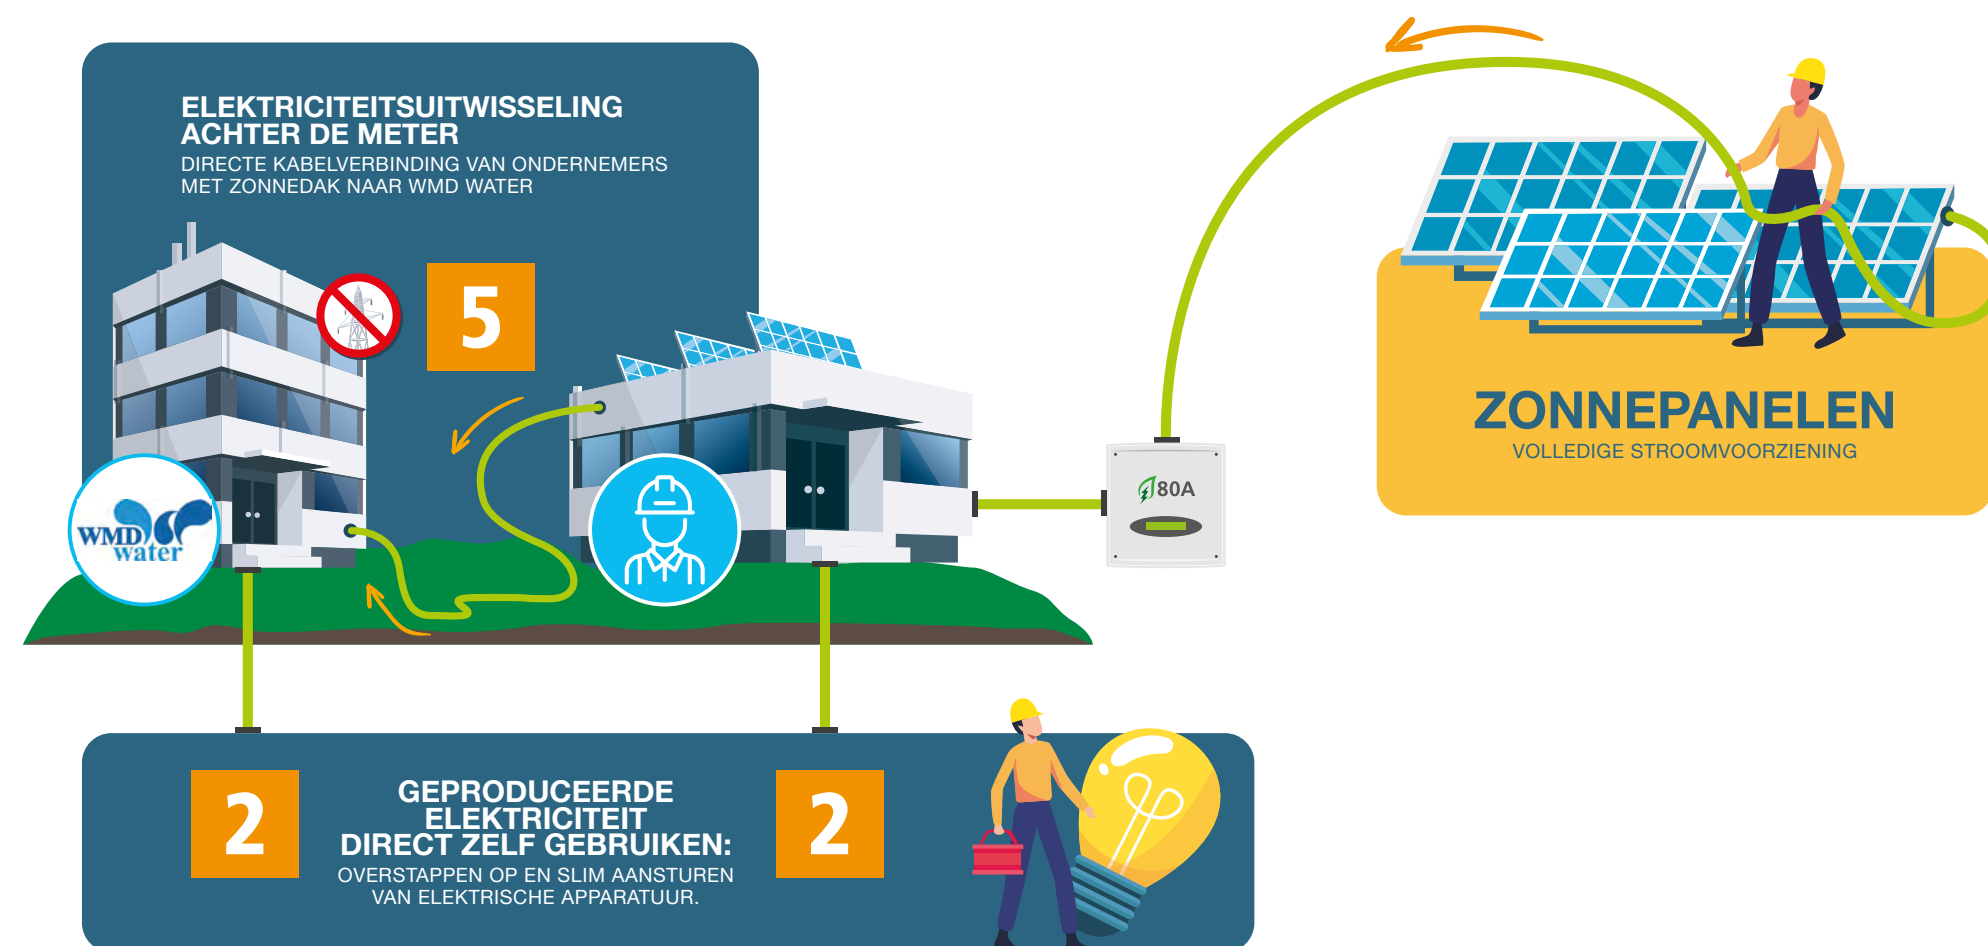 ELEKTRICITEITSUITWISSELING
ACHTER DE METER
DIRECTE KABELVERBINDING VAN ONDERNEMERS
MET ZONNEDAK NAAR WMD WATER
5
WMD
water
80A
ZONNEPANELEN
VOLLEDIGE STROOMVOORZIENING
2
GEPRODUCEERDE
ELEKTRICITEIT
DIRECT ZELF GEBRUIKEN:
OVERSTAPPEN OP EN SLIM AANSTUREN
VAN ELEKTRISCHE APPARATUUR.
2